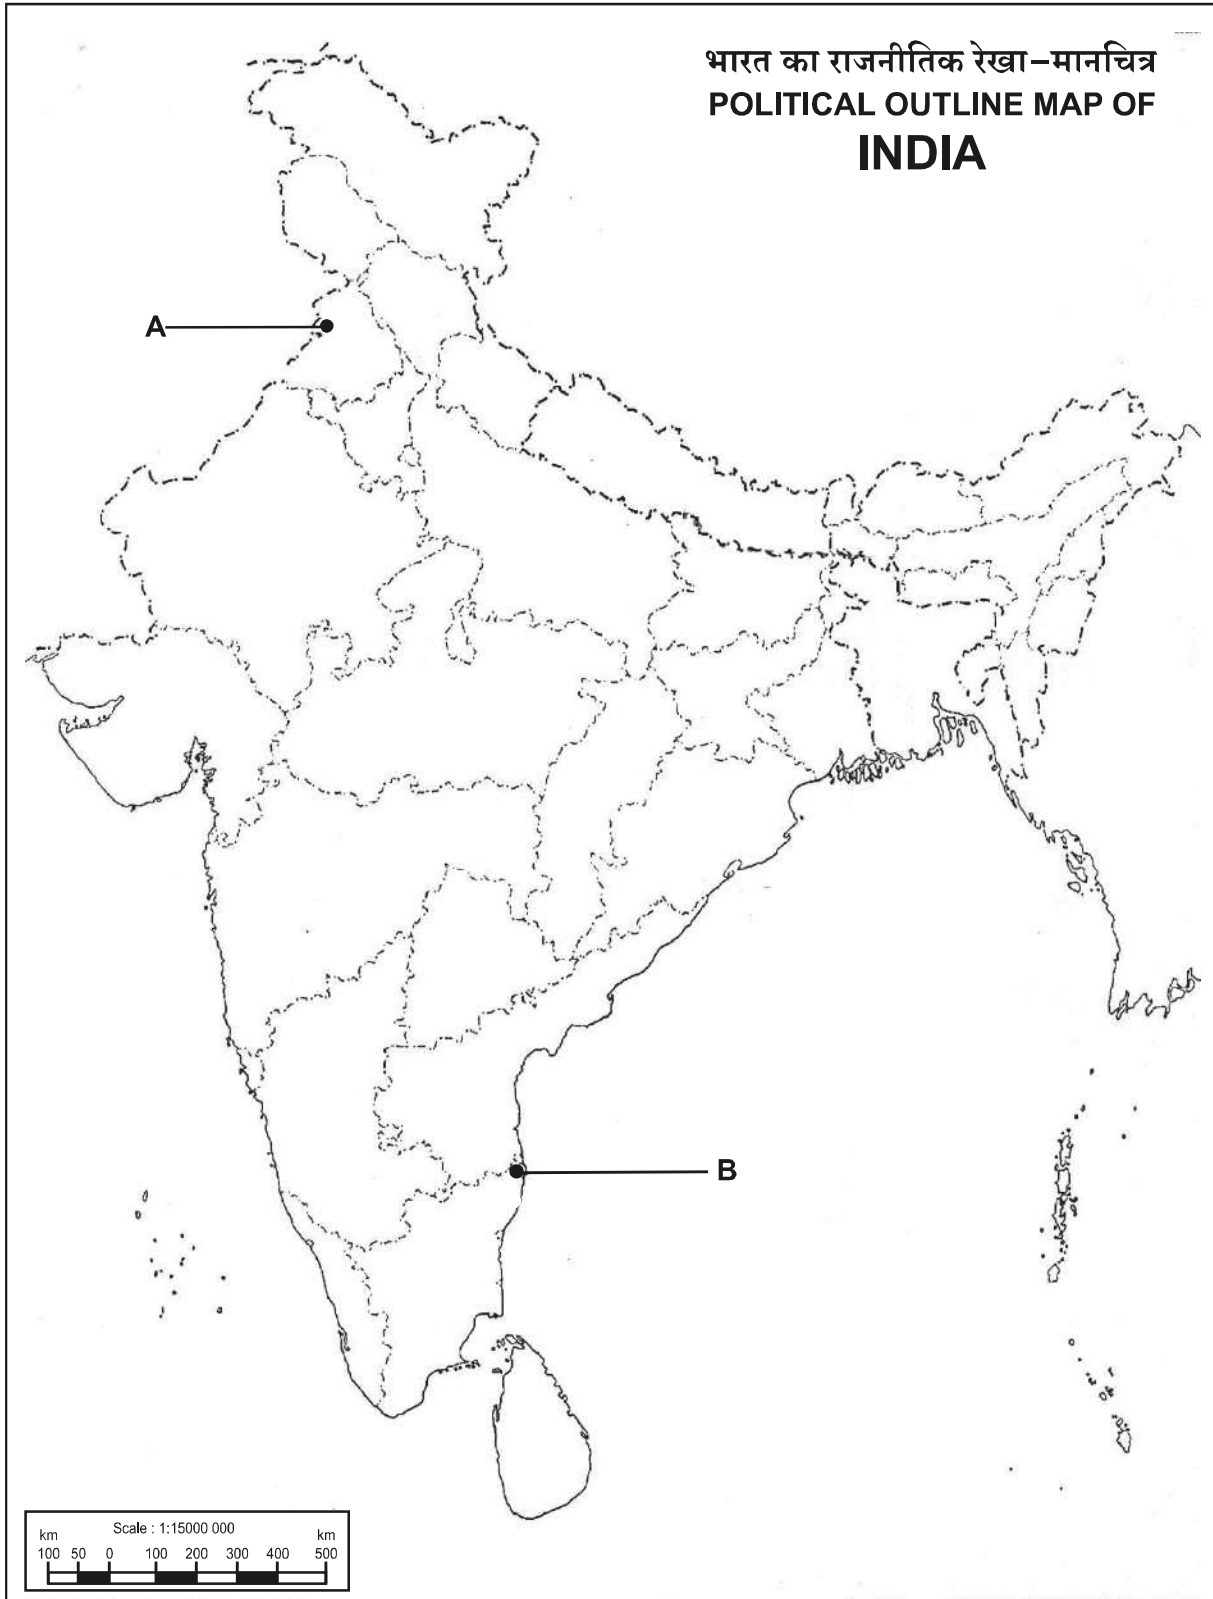 भारत का राजनीतिक रेखा–मानचित्र
POLITICAL OUTLINE MAP OF
INDIA
A
B
Scale : 1:15000 000
km km
100 50 0 100 200 300 400 500